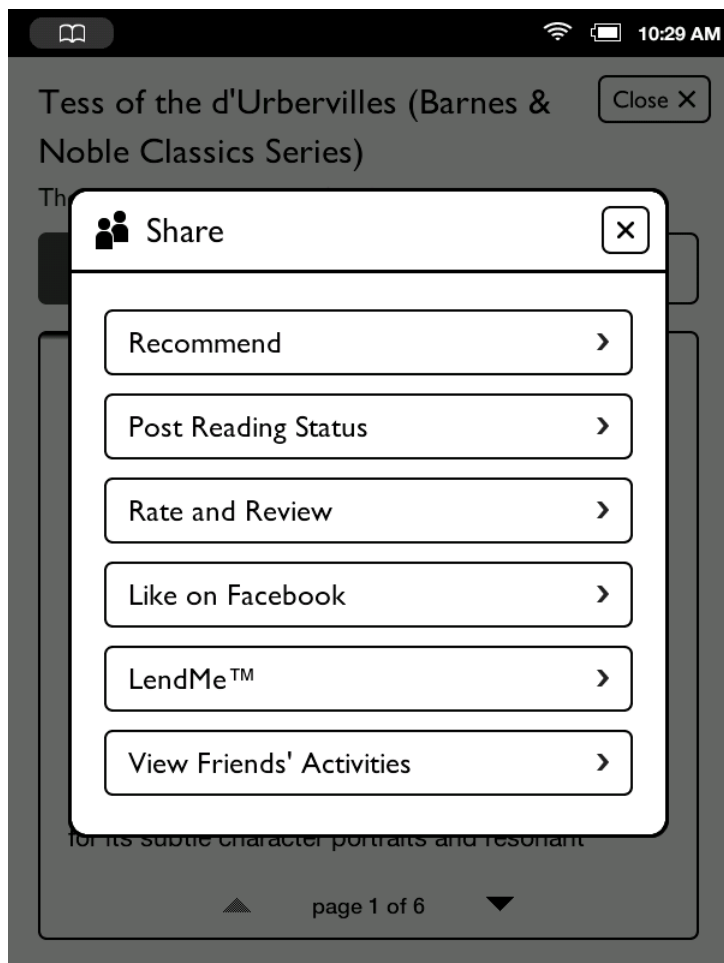 10:29 AM
Tess of the d'Urbervilles (Barnes &
Close ✕
Noble Classics Series)
Share
Recommend
Post Reading Status
Rate and Review
Like on Facebook
LendMe™
View Friends' Activities
for its subtle character portraits and resonant
page 1 of 6